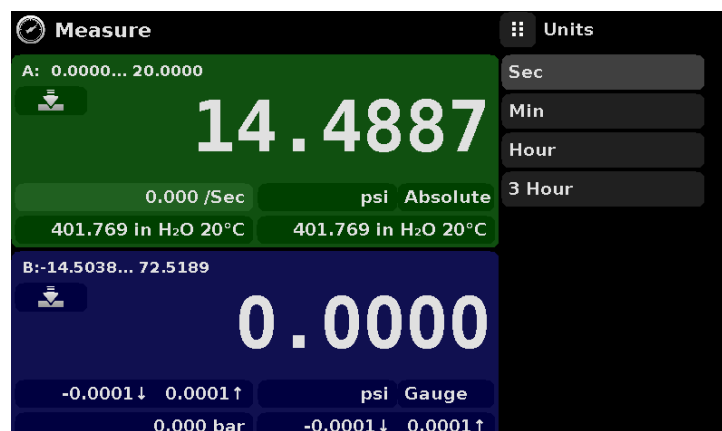 Measure
A: 0.0000... 20.0000
14.4887
0.000 /Sec psi Absolute
401.769 in H₂O 20°C 401.769 in H₂O 20°C
B:-14.5038... 72.5189
0.0000
-0.0001↓ 0.0001↑ psi Gauge
0.000 bar -0.0001↓ 0.0001↑
Units
Sec
Min
Hour
3 Hour